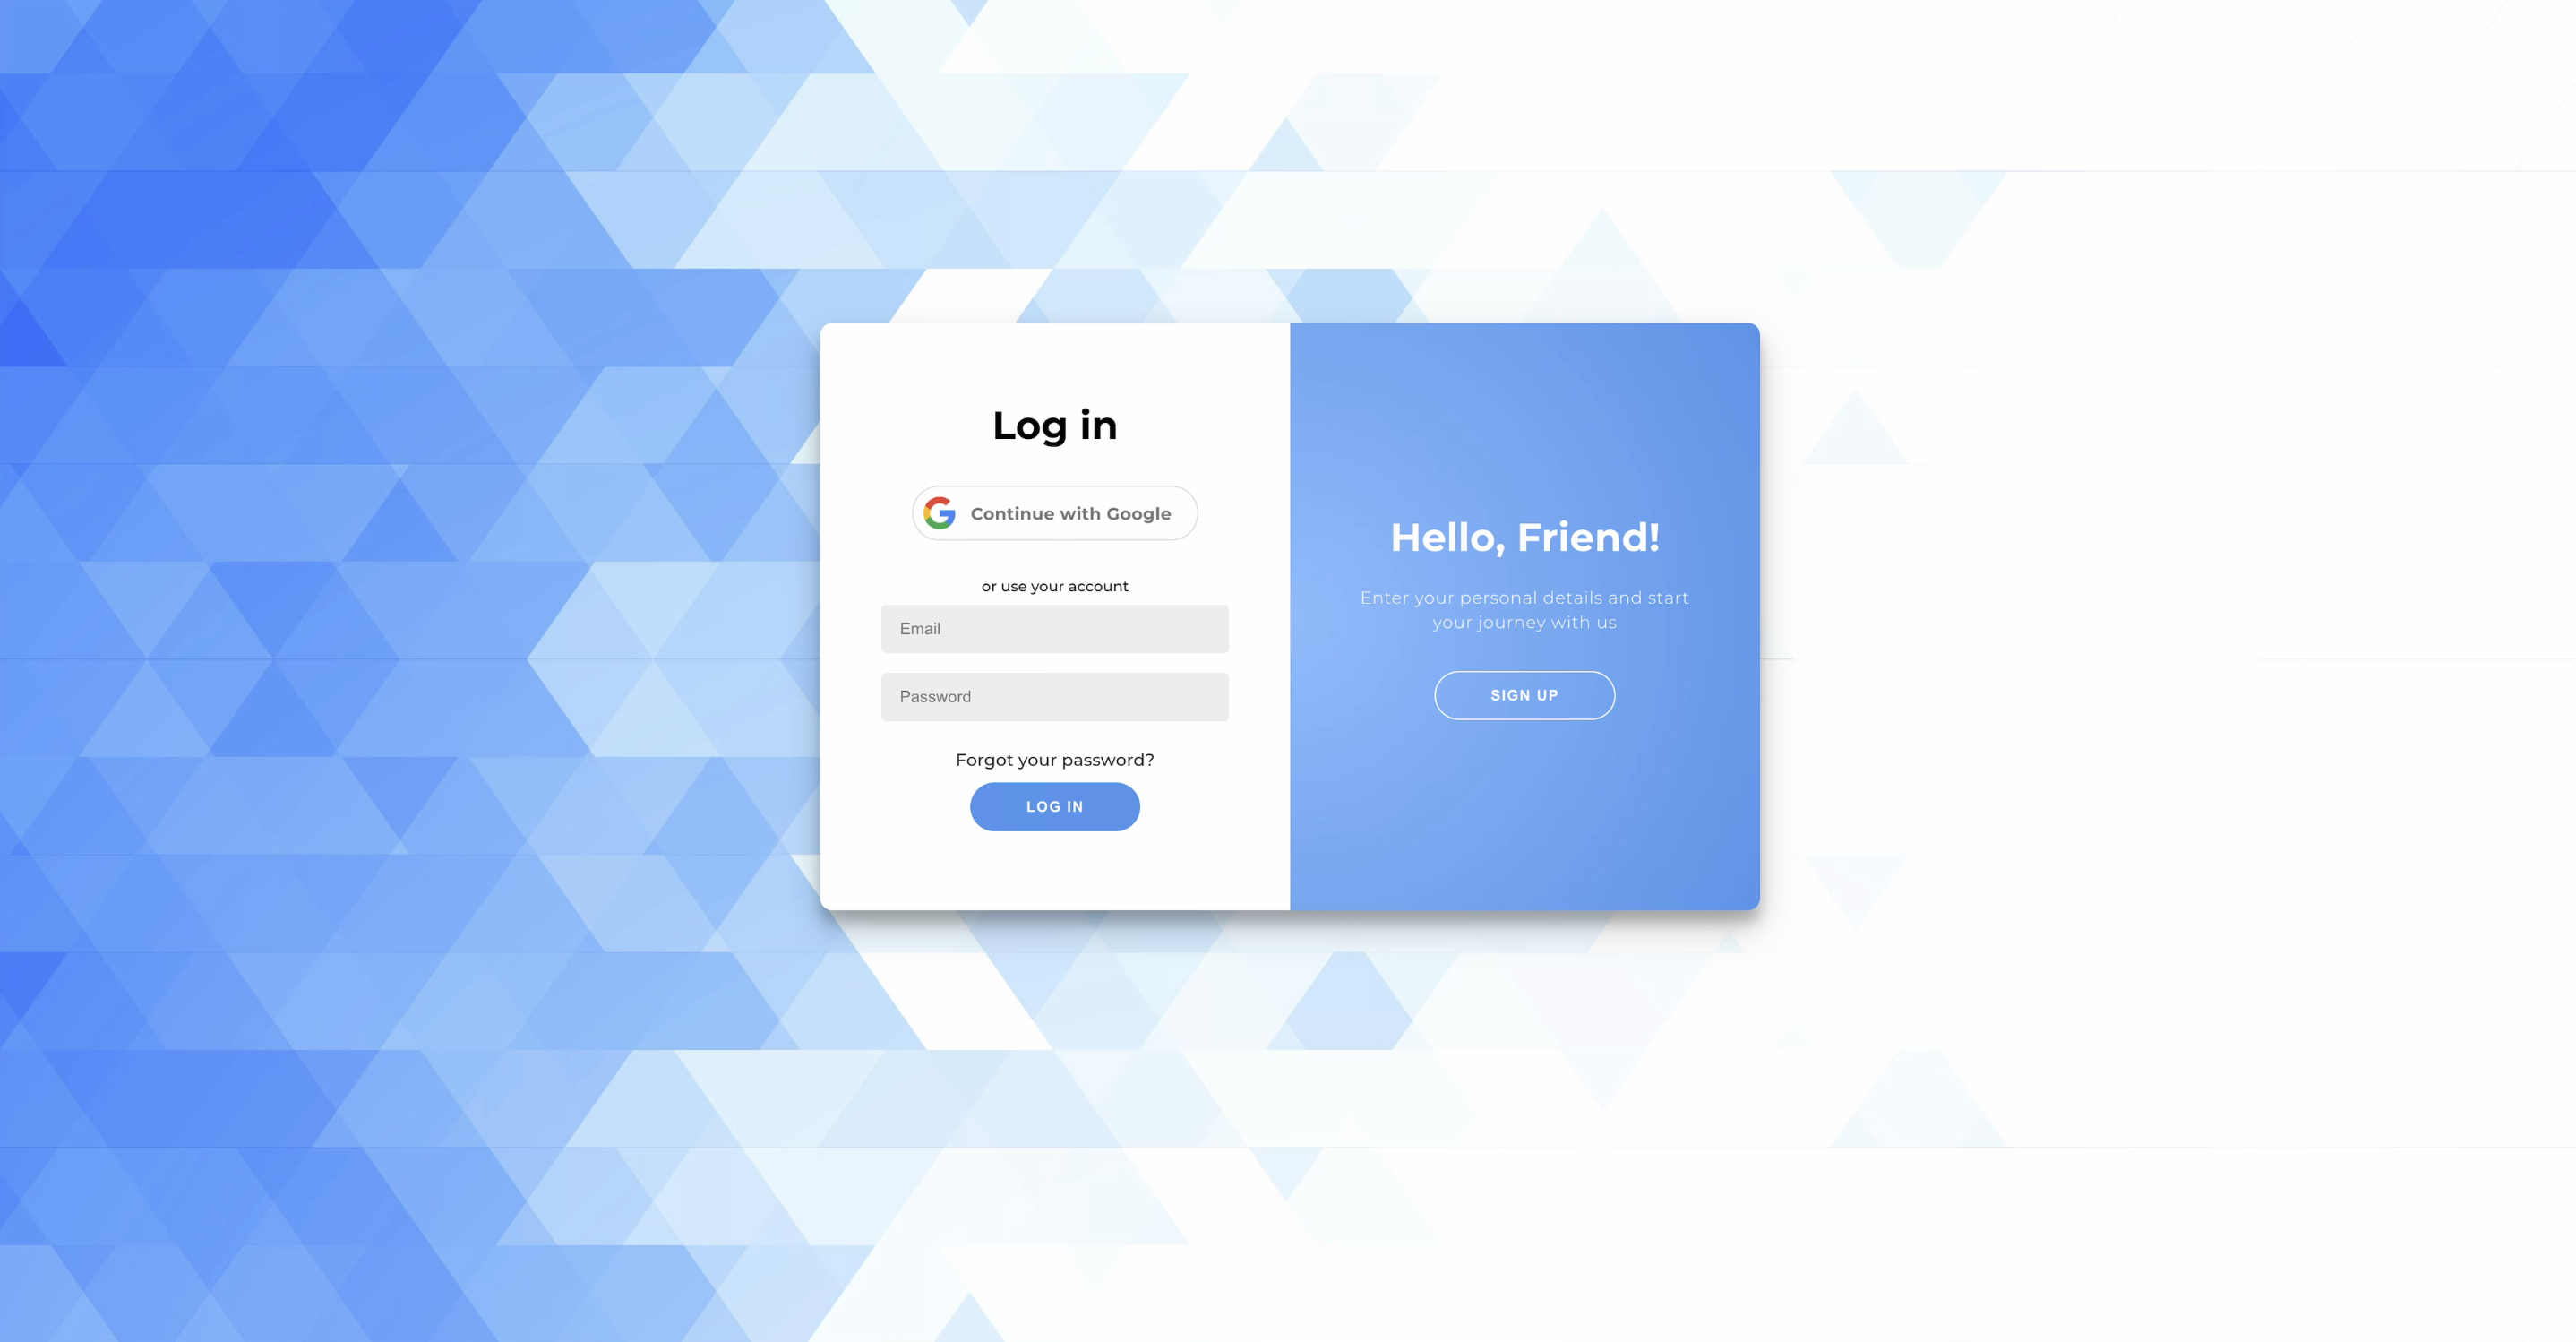 Log in
Continue with Google
or use your account
Email
Password
Forgot your password?
LOG IN
Hello, Friend!
Enter your personal details and start
your journey with us
SIGN UP